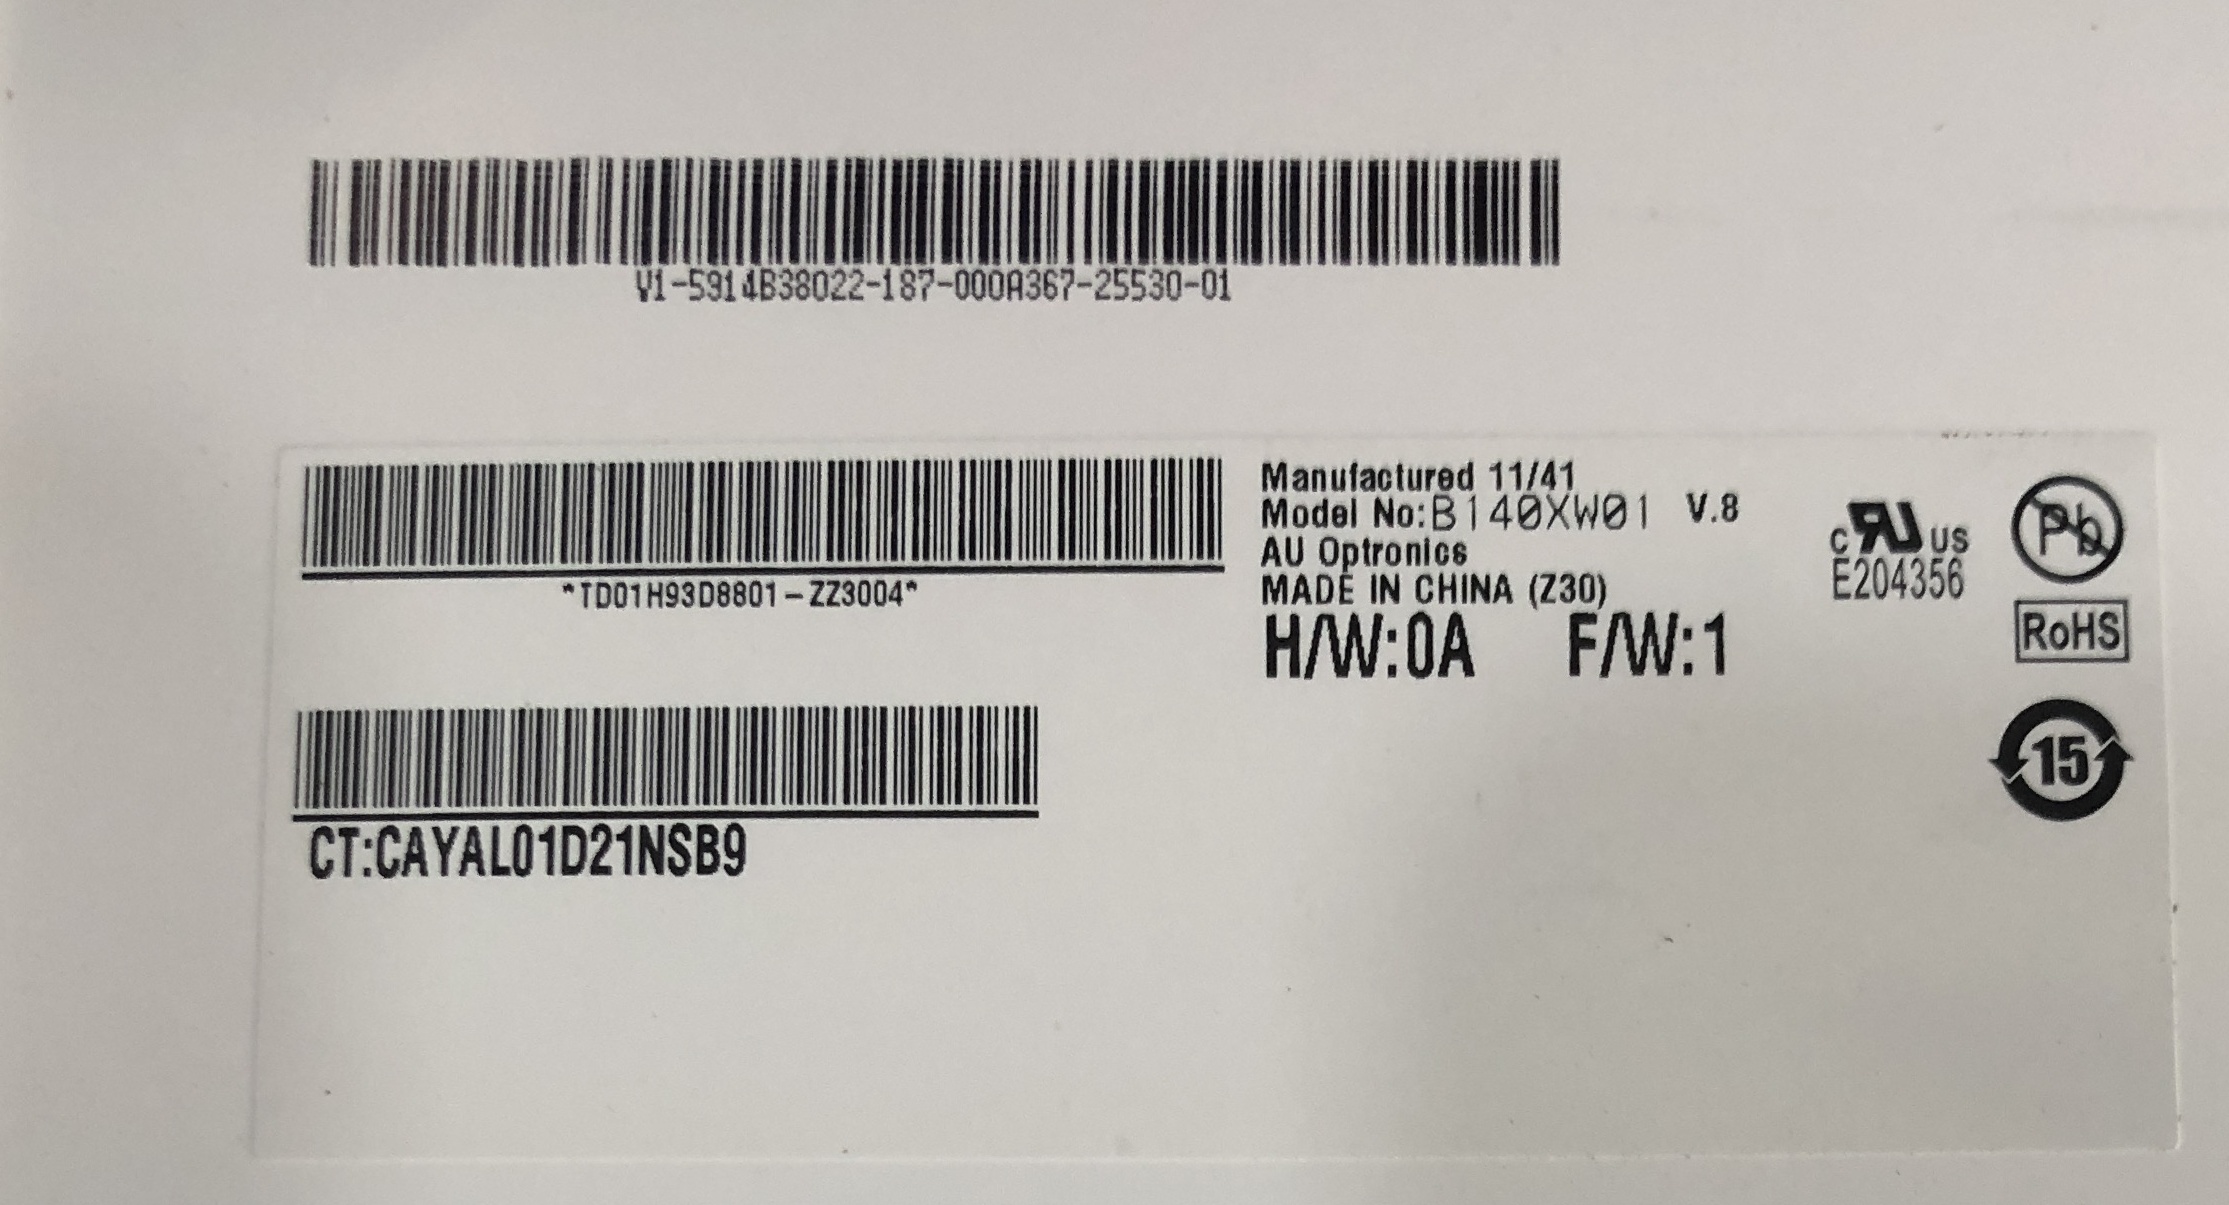 V1-5914B38022-187-000A367-25530-01
*TD01H93D8801-ZZ3004*
Manufactured 11/41
Model No:B140XW01 V.8
AU Optronics
MADE IN CHINA (Z30)
H/W:0A F/W:1
c RU US
E204356
Pb
RoHS
15
CT:CAYAL01D21NSB9